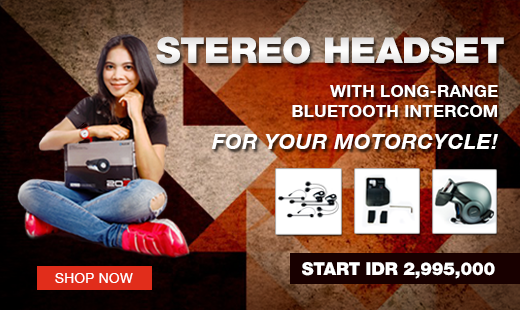 STEREO HEADSET
WITH LONG-RANGE
BLUETOOTH INTERCOM
FOR YOUR MOTORCYCLE!
START IDR 2,995,000
SHOP NOW